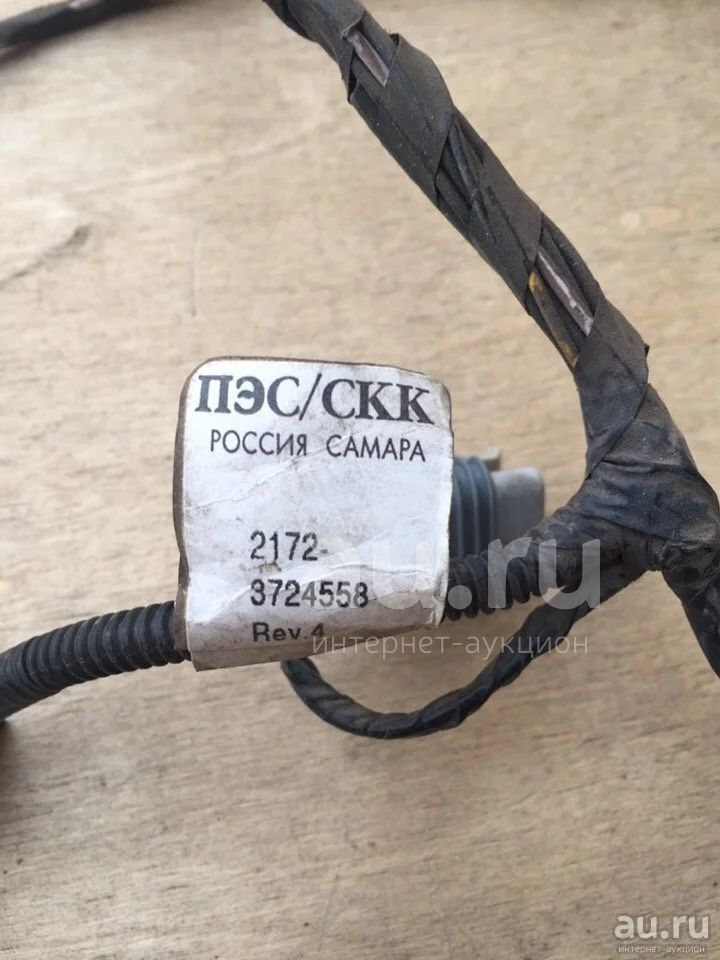 ПЭС/СКК
РОССИЯ САМАРА
2172-
3724558
Rev.4
au.ru
интернет-аукцион
au.ru
интернет-аукцион